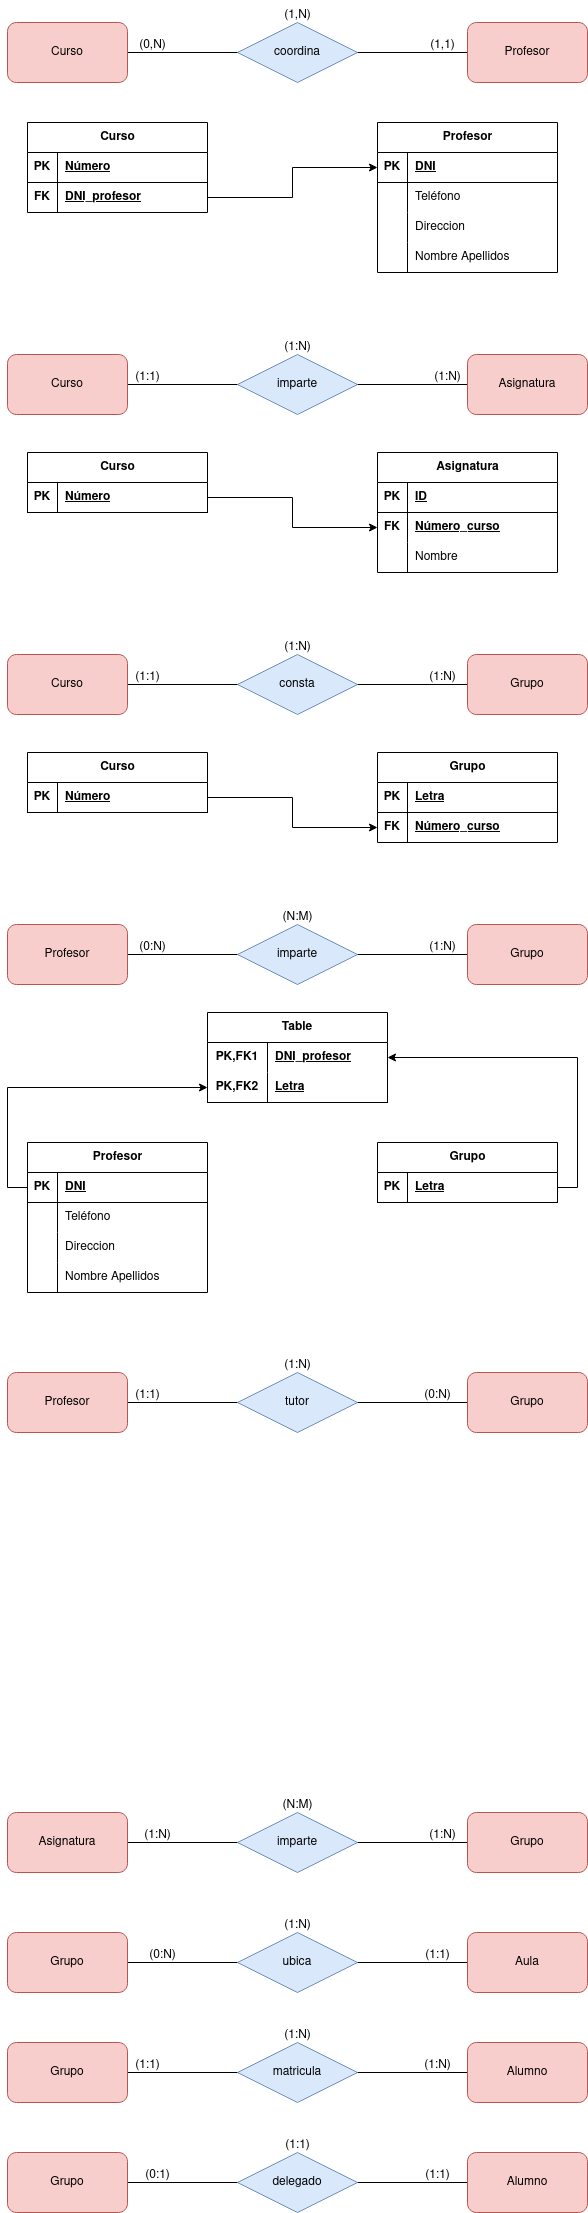 (1,N)
Curso (0,N) coordina (1,1) Profesor
Curso
PK Número
FK DNI_profesor
Profesor
PK DNI
Teléfono
Direccion
Nombre Apellidos
(1:N)
Curso (1:1) imparte (1:N) Asignatura
Curso
PK Número
Asignatura
PK ID
FK Número_curso
Nombre
(1:N)
Curso (1:1) consta (1:N) Grupo
Curso
PK Número
Grupo
PK Letra
FK Número_curso
(N:M)
Profesor (0:N) imparte (1:N) Grupo
Table
PK,FK1 DNI_profesor
PK,FK2 Letra
Profesor
PK DNI
Teléfono
Direccion
Nombre Apellidos
Grupo
PK Letra
(1:N)
Profesor (1:1) tutor (0:N) Grupo
(N:M)
Asignatura (1:N) imparte (1:N) Grupo
(1:N)
Grupo (0:N) ubica (1:1) Aula
(1:N)
Grupo (1:1) matricula (1:N) Alumno
(1:1)
Grupo (0:1) delegado (1:1) Alumno